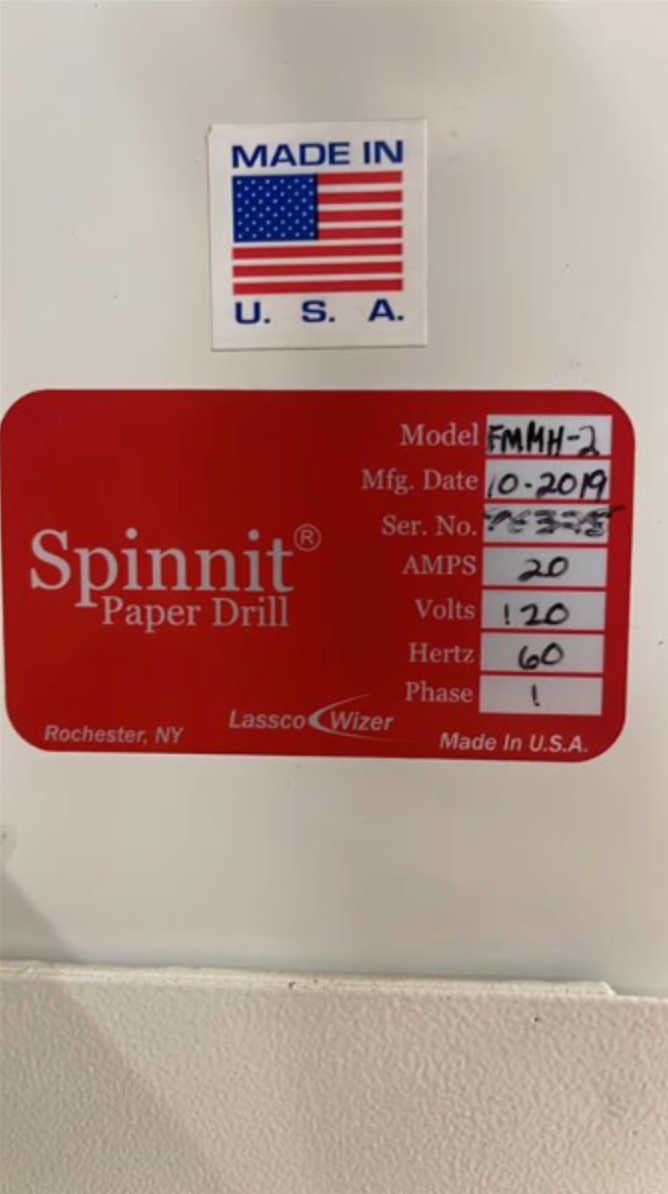 MADE IN
U. S. A.
Spinnit®
Paper Drill
Model FMMH-2
Mfg. Date 10-2019
Ser. No.
AMPS 20
Volts 120
Hertz 60
Phase 1
Rochester, NY
Lassco Wizer
Made In U.S.A.